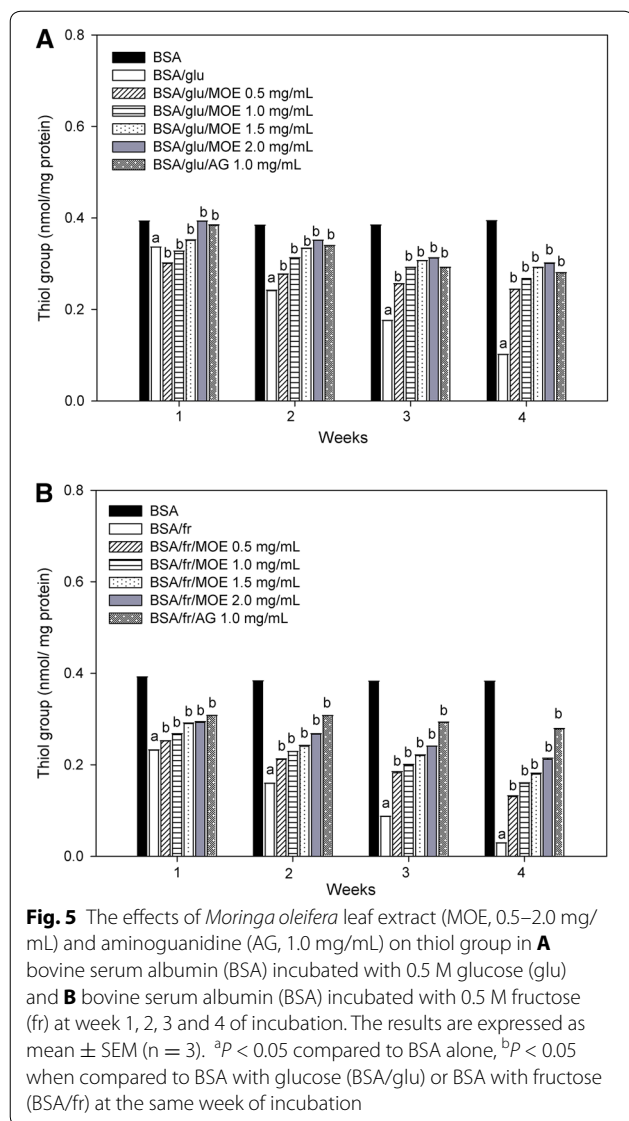 A
0.8
0.6
0.4
0.2
0.0
Thiol group (nmol/mg protein)
BSA
BSA/glu
BSA/glu/MOE 0.5 mg/mL
BSA/glu/MOE 1.0 mg/mL
BSA/glu/MOE 1.5 mg/mL
BSA/glu/MOE 2.0 mg/mL
BSA/glu/AG 1.0 mg/mL
a b b b b b
a b b b b b
a b b b b b
a b b b b b
1 2 3 4
Weeks
B
0.8
0.6
0.4
0.2
0.0
Thiol group (nmol/ mg protein)
BSA
BSA/fr
BSA/fr/MOE 0.5 mg/mL
BSA/fr/MOE 1.0 mg/mL
BSA/fr/MOE 1.5 mg/mL
BSA/fr/MOE 2.0 mg/mL
BSA/fr/AG 1.0 mg/mL
a b b b b b
a b b b b b
a b b b b b
a b b b b b
1 2 3 4
Weeks
Fig. 5 The effects of Moringa oleifera leaf extract (MOE, 0.5–2.0 mg/
mL) and aminoguanidine (AG, 1.0 mg/mL) on thiol group in A
bovine serum albumin (BSA) incubated with 0.5 M glucose (glu)
and B bovine serum albumin (BSA) incubated with 0.5 M fructose
(fr) at week 1, 2, 3 and 4 of incubation. The results are expressed as
mean ± SEM (n = 3). ᵃP < 0.05 compared to BSA alone, ᵇP < 0.05
when compared to BSA with glucose (BSA/glu) or BSA with fructose
(BSA/fr) at the same week of incubation